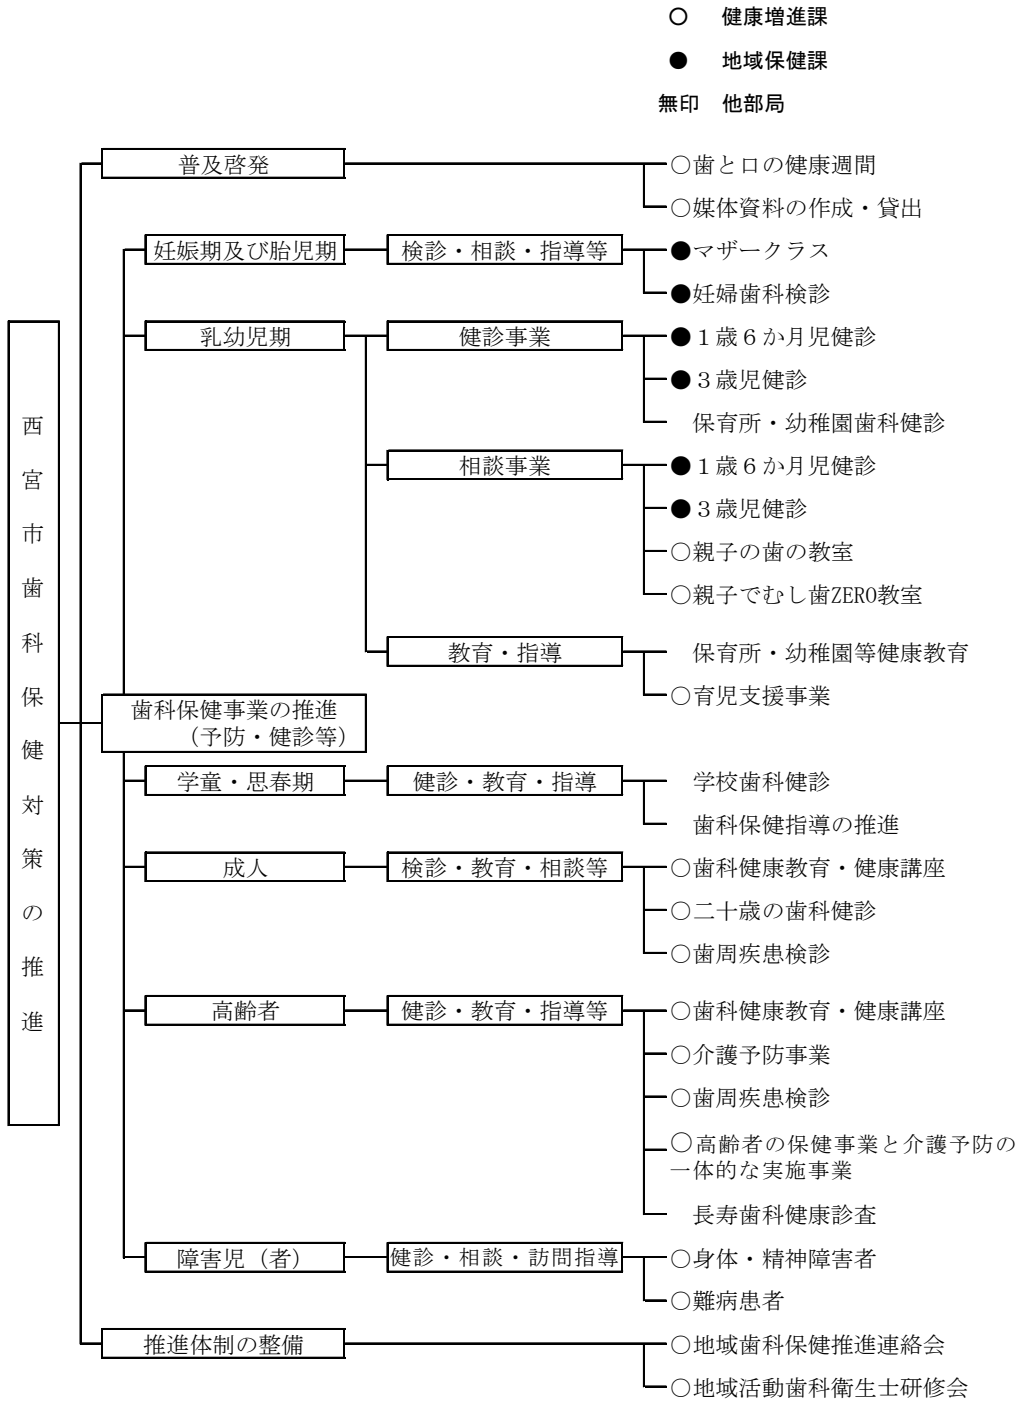 ○ 健康増進課
● 地域保健課
無印 他部局
西宮市歯科保健対策の推進
普及啓発
○歯と口の健康週間
○媒体資料の作成・貸出
妊娠期及び胎児期
検診・相談・指導等
●マザークラス
●妊婦歯科検診
乳幼児期
健診事業
●１歳６か月児健診
●３歳児健診
保育所・幼稚園歯科健診
相談事業
●１歳６か月児健診
●３歳児健診
○親子の歯の教室
○親子でむし歯ZERO教室
教育・指導
保育所・幼稚園等健康教育
○育児支援事業
歯科保健事業の推進
（予防・健診等）
学童・思春期
健診・教育・指導
学校歯科健診
歯科保健指導の推進
成人
検診・教育・相談等
○歯科健康教育・健康講座
○二十歳の歯科健診
○歯周疾患検診
高齢者
健診・教育・指導等
○歯科健康教育・健康講座
○介護予防事業
○歯周疾患検診
○高齢者の保健事業と介護予防の
一体的な実施事業
長寿歯科健康診査
障害児（者）
健診・相談・訪問指導
○身体・精神障害者
○難病患者
推進体制の整備
○地域歯科保健推進連絡会
○地域活動歯科衛生士研修会